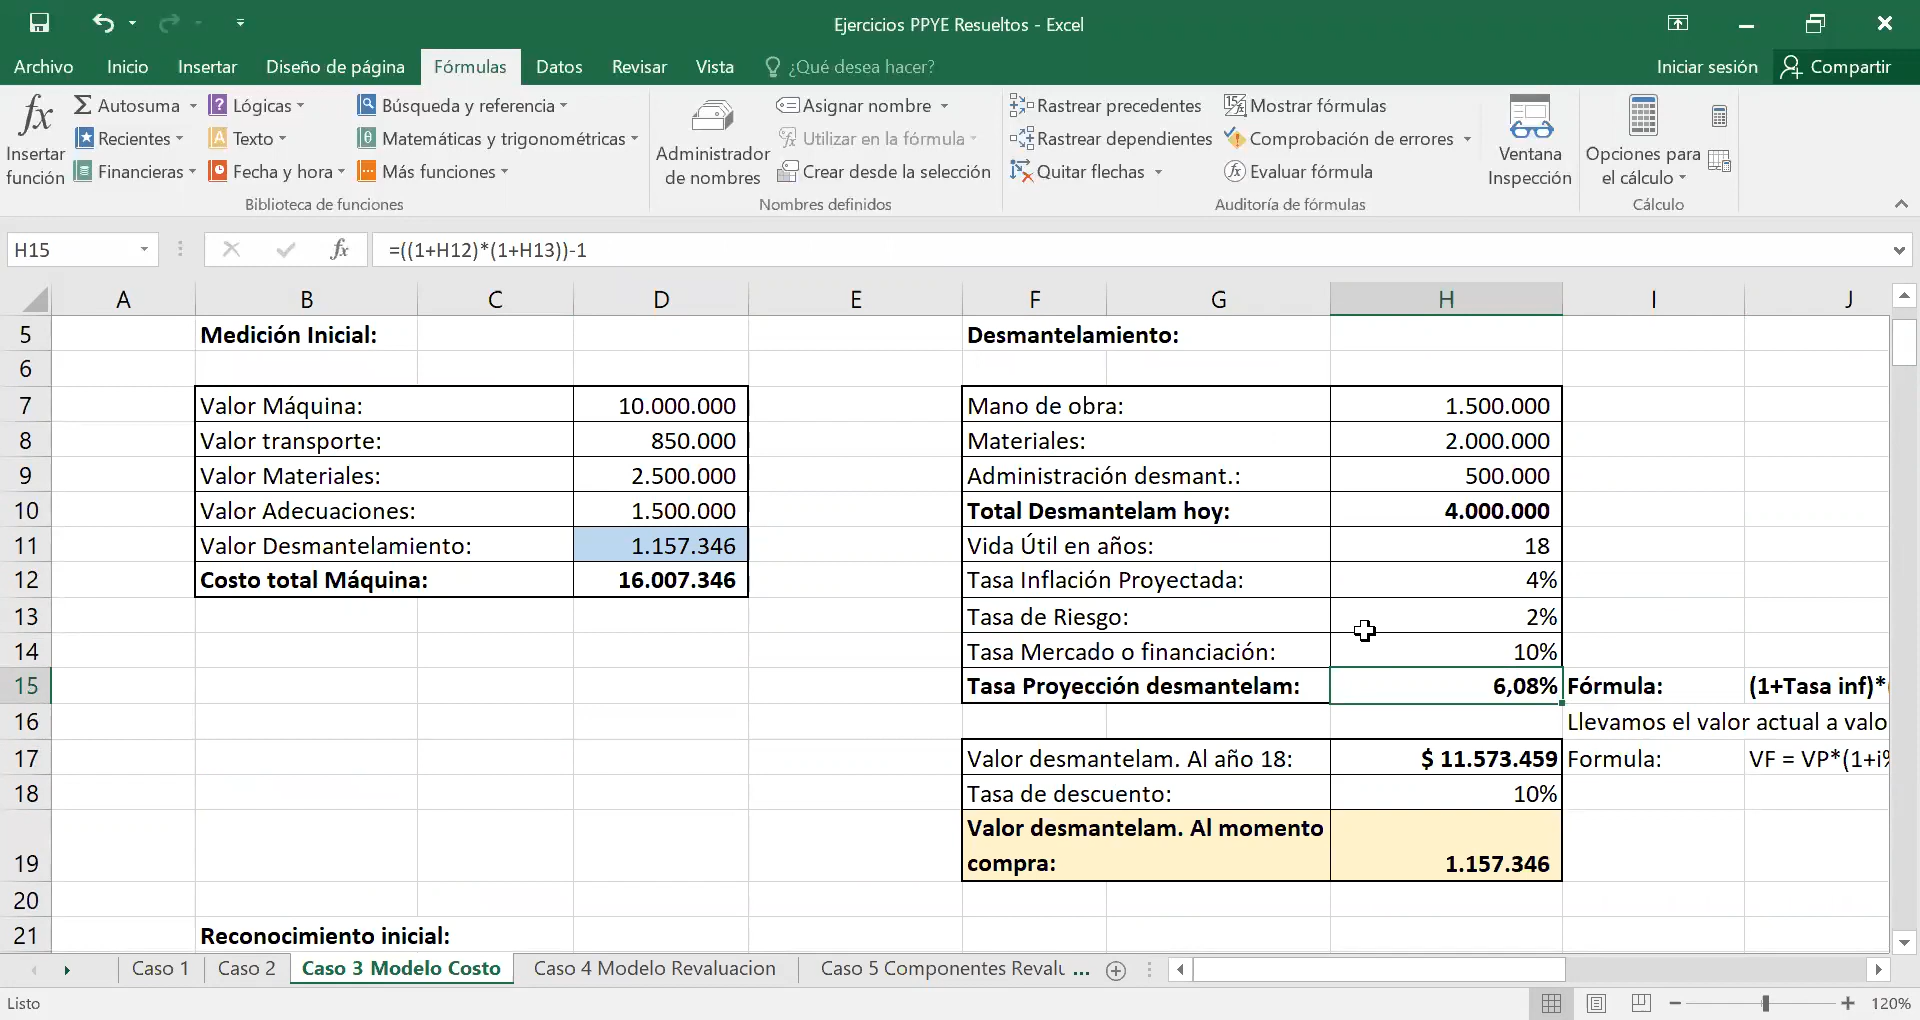 Ejercicios PPYE Resueltos - Excel
Archivo Inicio Insertar Diseño de página Fórmulas Datos Revisar Vista ¿Qué desea hacer? Iniciar sesión Compartir
Insertar función
Autosuma
Recientes
Financieras
Lógicas
Texto
Fecha y hora
Búsqueda y referencia
Matemáticas y trigonométricas
Más funciones
Biblioteca de funciones
Administrador de nombres
Asignar nombre
Utilizar en la fórmula
Crear desde la selección
Nombres definidos
Rastrear precedentes
Rastrear dependientes
Quitar flechas
Mostrar fórmulas
Comprobación de errores
Evaluar fórmula
Auditoría de fórmulas
Ventana Inspección
Opciones para el cálculo
Cálculo
H15 fx =((1+H12)*(1+H13))-1
A B C D E F G H I J
5 Medición Inicial: Desmantelamiento:
6
7 Valor Máquina: 10.000.000 Mano de obra: 1.500.000
8 Valor transporte: 850.000 Materiales: 2.000.000
9 Valor Materiales: 2.500.000 Administración desmant.: 500.000
10 Valor Adecuaciones: 1.500.000 Total Desmantelam hoy: 4.000.000
11 Valor Desmantelamiento: 1.157.346 Vida Útil en años: 18
12 Costo total Máquina: 16.007.346 Tasa Inflación Proyectada: 4%
13 Tasa de Riesgo: 2%
14 Tasa Mercado o financiación: 10%
15 Tasa Proyección desmantelam: 6,08% Fórmula: (1+Tasa inf)*
16 Llevamos el valor actual a valo
17 Valor desmantelam. Al año 18: $ 11.573.459 Formula: VF = VP*(1+i%
18 Tasa de descuento: 10%
Valor desmantelam. Al momento
19 compra: 1.157.346
20
21 Reconocimiento inicial:
Caso 1 Caso 2 Caso 3 Modelo Costo Caso 4 Modelo Revaluacion Caso 5 Componentes Revalu ...
Listo 120%